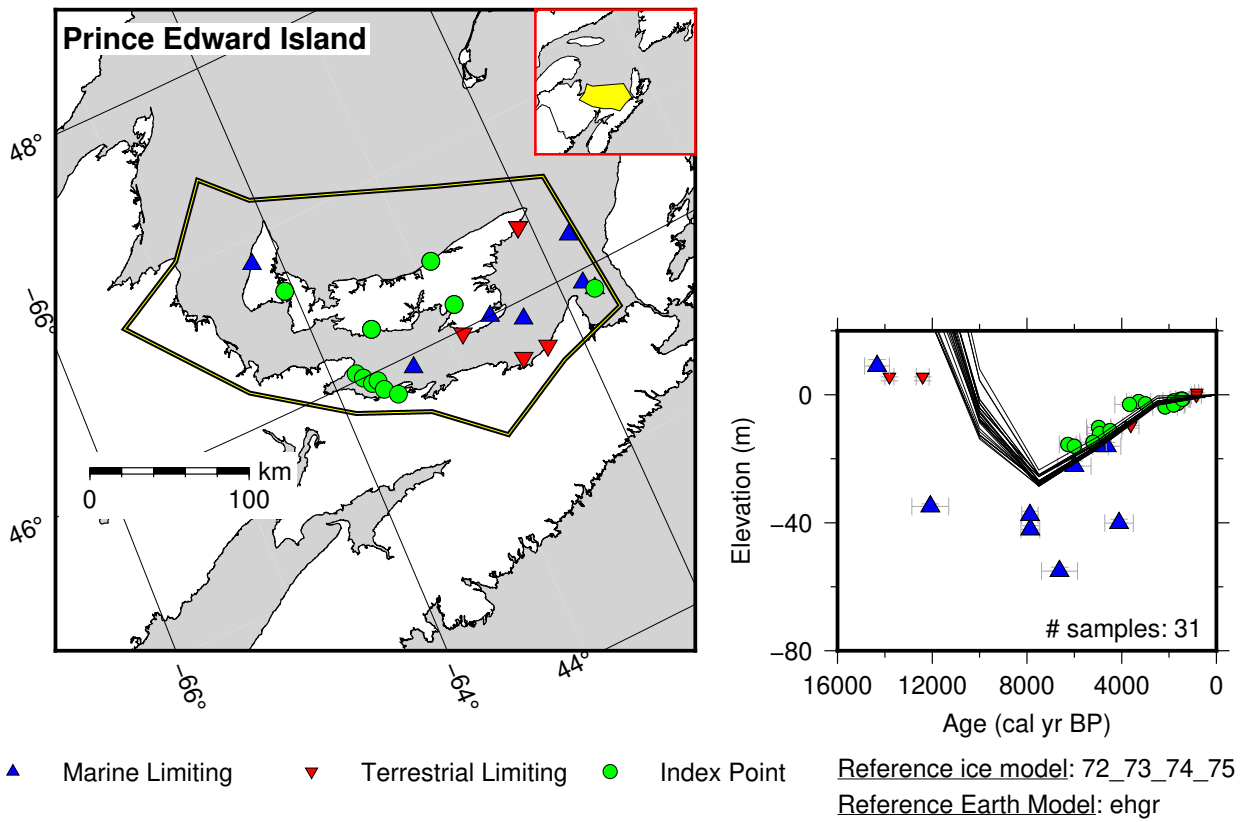 Prince Edward Island
48°
-66°
46°
-66°
-64°
44°
km
0 100
Elevation (m)
0
−40
−80
# samples: 31
16000 12000 8000 4000 0
Age (cal yr BP)
Marine Limiting Terrestrial Limiting Index Point
Reference ice model: 72_73_74_75
Reference Earth Model: ehgr